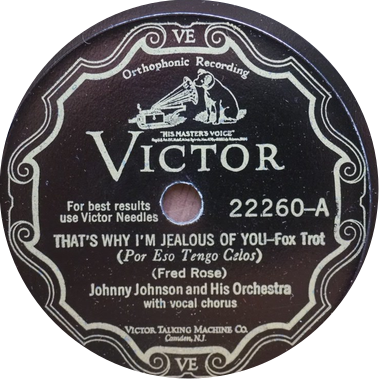 VE
Orthophonic Recording
"HIS MASTER'S VOICE"
VICTOR
For best results
use Victor Needles
22260-A
THAT'S WHY I'M JEALOUS OF YOU-Fox Trot
(Por Eso Tengo Celos)
(Fred Rose)
Johnny Johnson and His Orchestra
with vocal chorus
VICTOR TALKING MACHINE CO.
Camden, N.J.
VE